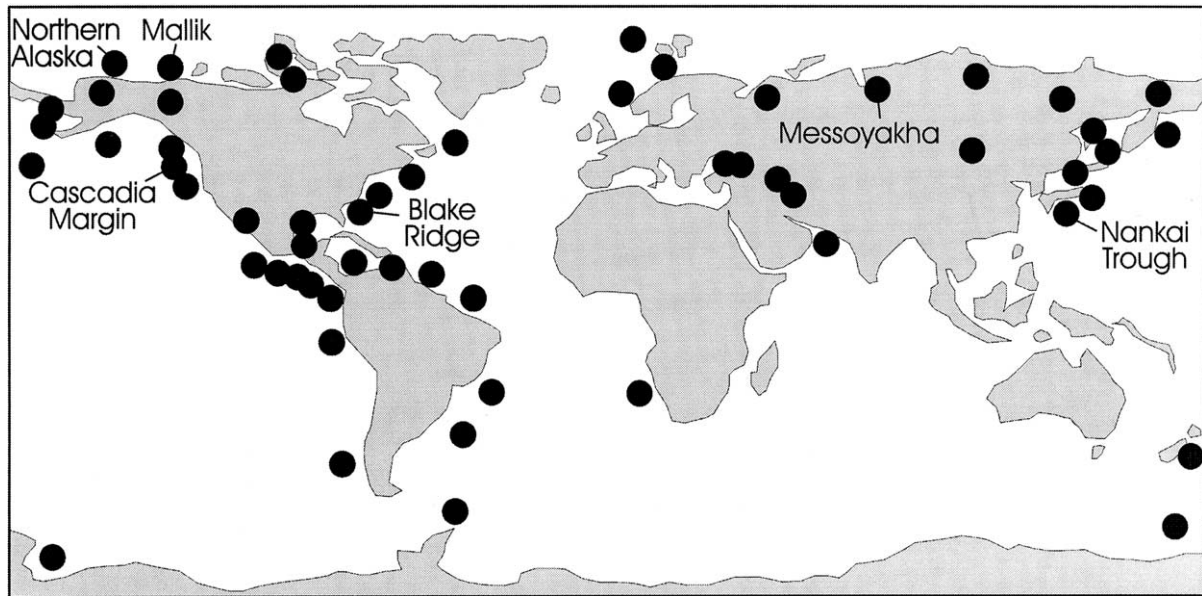 Northern
Alaska
Mallik
Messoyakha
Cascadia
Margin
Blake
Ridge
Nankai
Trough